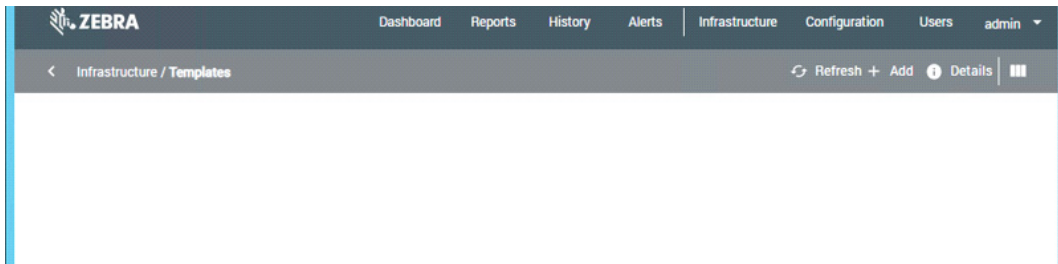 ZEBRA Dashboard Reports History Alerts Infrastructure Configuration Users admin
Infrastructure / Templates Refresh + Add Details